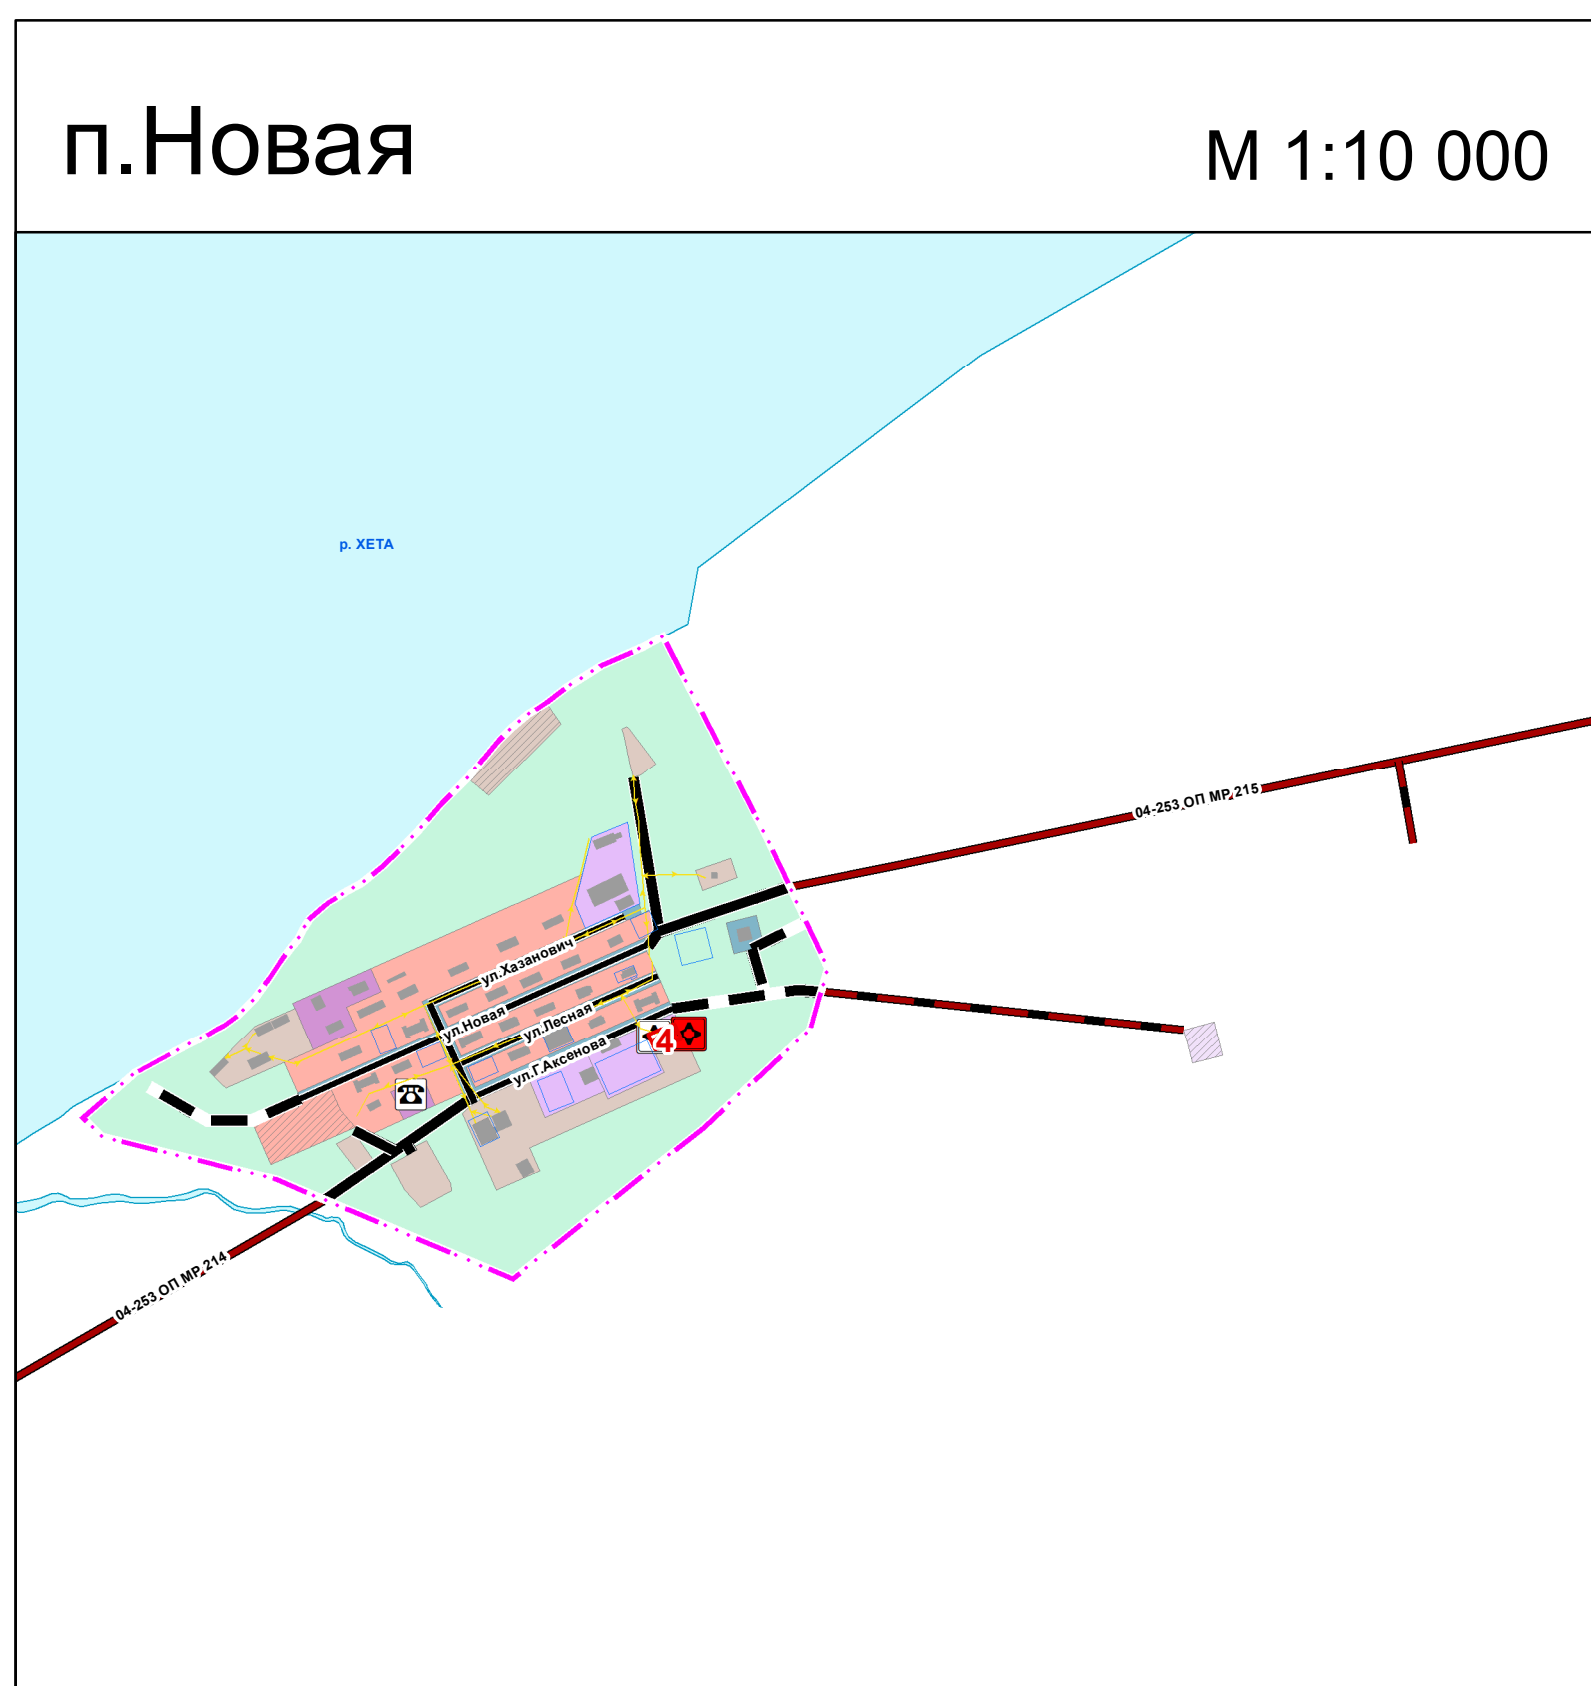 п.Новая
М 1:10 000
р. ХЕТА
04-253 ОП МР 215
ул.Хазанович
ул.Новая
ул.Лесная
ул.Г.Аксенова
4
04-253 ОП МР 214